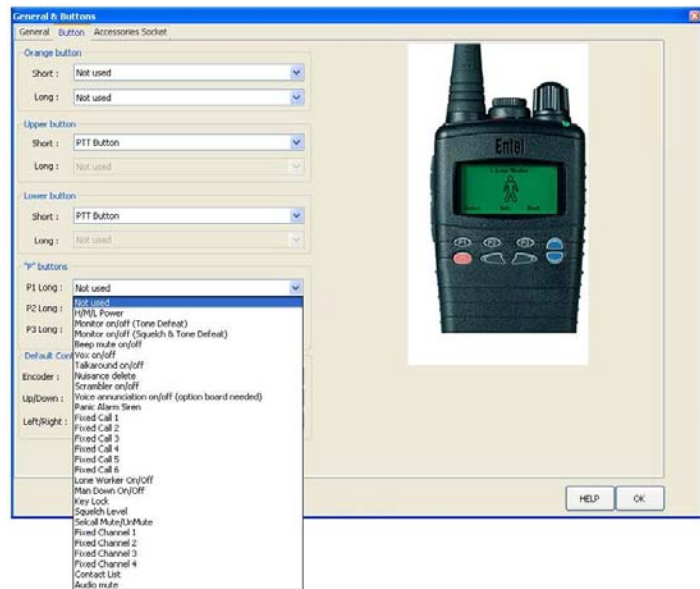 General & Buttons
General Button Accessories Socket
Orange button
Short : Not used
Long : Not used
Upper button
Short : PTT Button
Long : Not used
Lower button
Short : PTT Button
Long : Not used
"P" buttons
P1 Long : Not used
P2 Long :
P3 Long :
Default Con
Encoder :
Up/Down :
Left/Right :
Not used
H/M/L Power
Monitor on/off (Tone Defeat)
Monitor on/off (Squelch & Tone Defeat)
Beep mute on/off
Vox on/off
Talkaround on/off
Nuisance delete
Scrambler on/off
Voice annunciation on/off (option board needed)
Panic Alarm Siren
Fixed Call 1
Fixed Call 2
Fixed Call 3
Fixed Call 4
Fixed Call 5
Fixed Call 6
Lone Worker On/Off
Man Down On/Off
Key Lock
Squelch Level
Selcall Mute/UnMute
Fixed Channel 1
Fixed Channel 2
Fixed Channel 3
Fixed Channel 4
Contact List
Audio mute
Entel
Lone Worker
P1 P2 P3
HELP OK